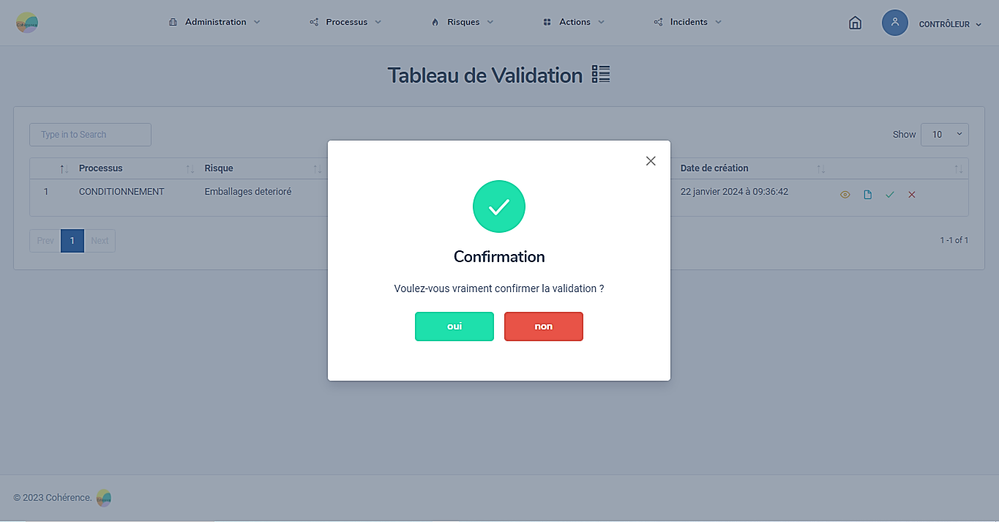 Cohérence
Administration
Processus
Risques
Actions
Incidents
CONTRÔLEUR
Tableau de Validation
Type in to Search
Show 10
Processus Risque Date de création
1 CONDITIONNEMENT Emballages deterioré 22 janvier 2024 à 09:36:42
Confirmation
Voulez-vous vraiment confirmer la validation ?
oui non
Prev 1 Next
1 -1 of 1
© 2023 Cohérence.